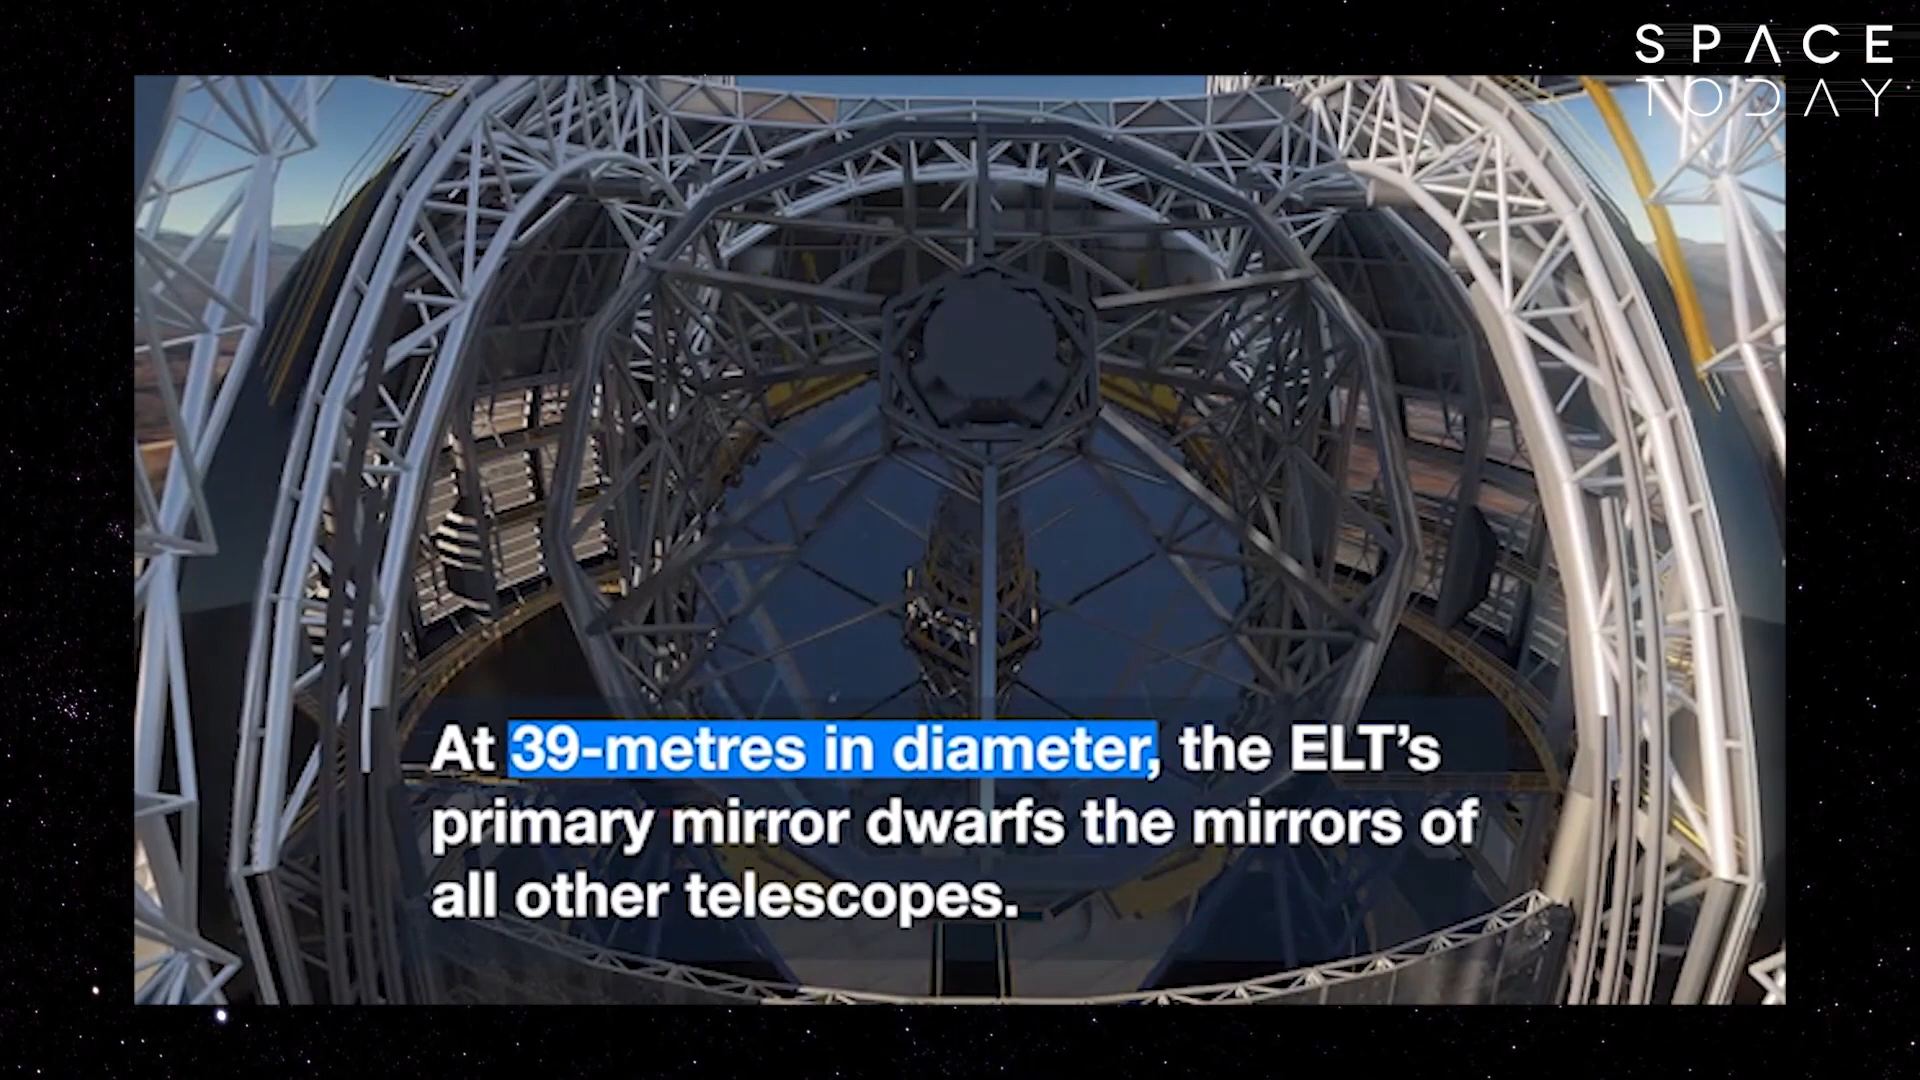 SPACE
TODAY
At 39-metres in diameter, the ELT’s
primary mirror dwarfs the mirrors of
all other telescopes.